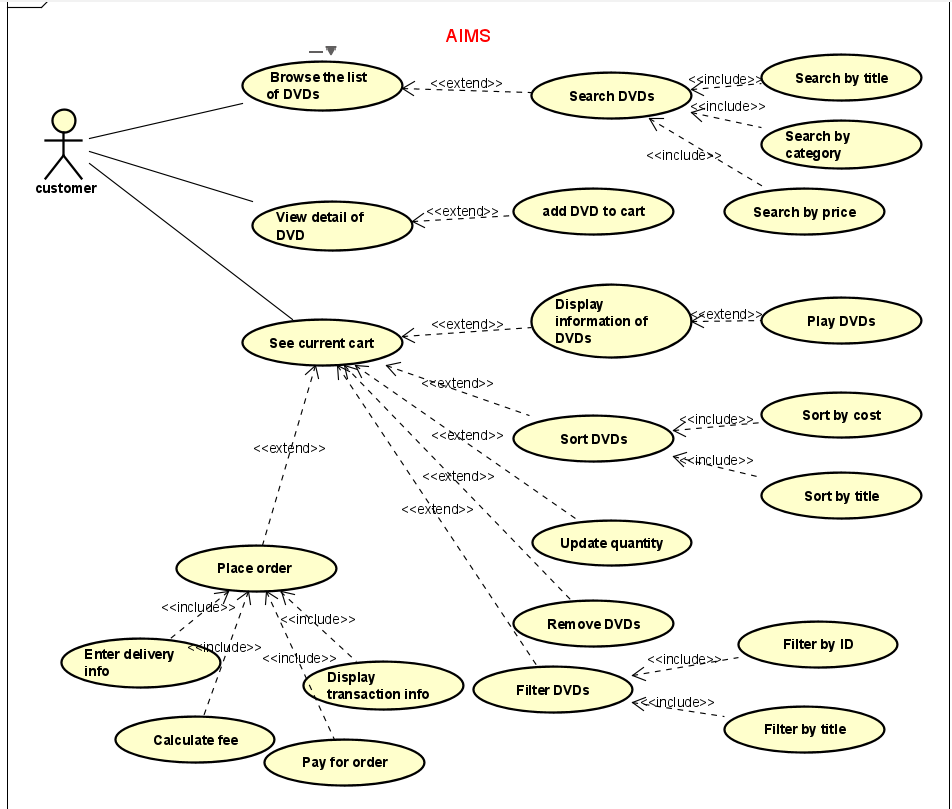 AIMS
Browse the list
of DVDs
<<extend>>
Search DVDs
<<include>>
Search by title
<<include>>
Search by
category
<<include>>
Search by price
customer
View detail of
DVD
<<extend>>
add DVD to cart
See current cart
<<extend>>
Display
information of
DVDs
<<extend>>
Play DVDs
<<extend>>
Sort DVDs
<<include>>
Sort by cost
<<include>>
Sort by title
<<extend>>
<<extend>>
<<extend>>
<<extend>>
Update quantity
Place order
Remove DVDs
<<include>>
<<include>>
<<include>>
<<include>>
Enter delivery
info
Display
transaction info
Filter DVDs
<<include>>
Filter by ID
<<include>>
Filter by title
Calculate fee
Pay for order